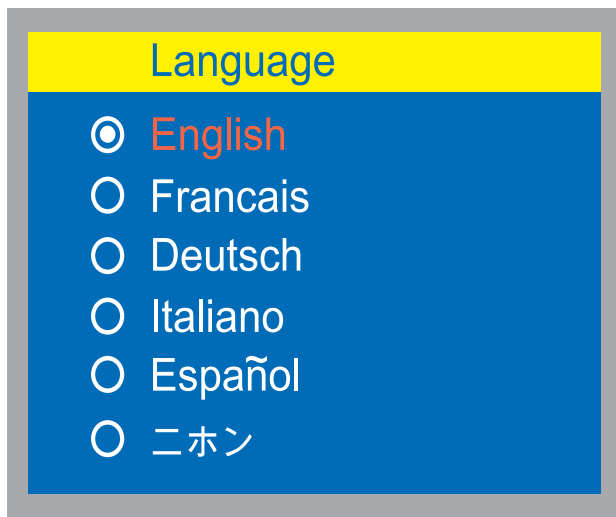 Language
English
Francais
Deutsch
Italiano
Español
ニホン